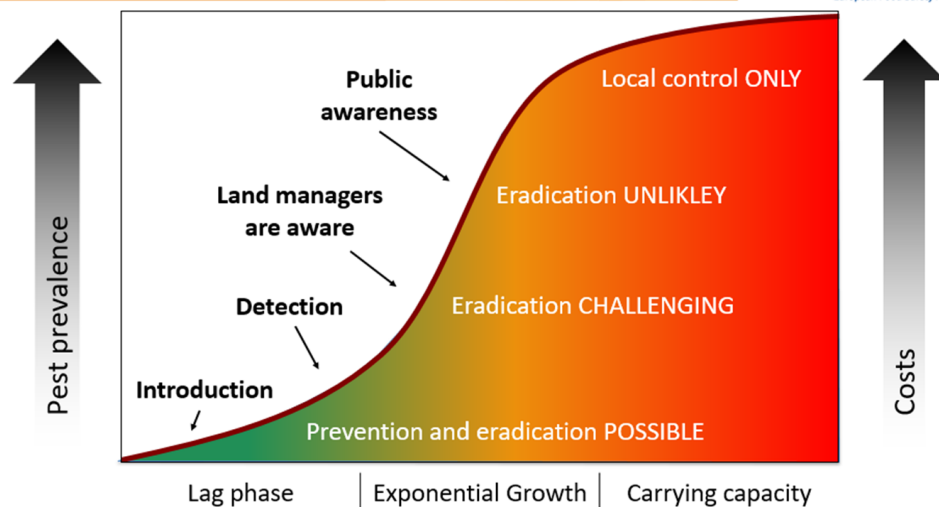 Public
awareness
Local control ONLY
Land managers
are aware
Eradication UNLIKLEY
Detection
Eradication CHALLENGING
Introduction
Prevention and eradication POSSIBLE
Pest prevalence
Costs
Lag phase
Exponential Growth
Carrying capacity